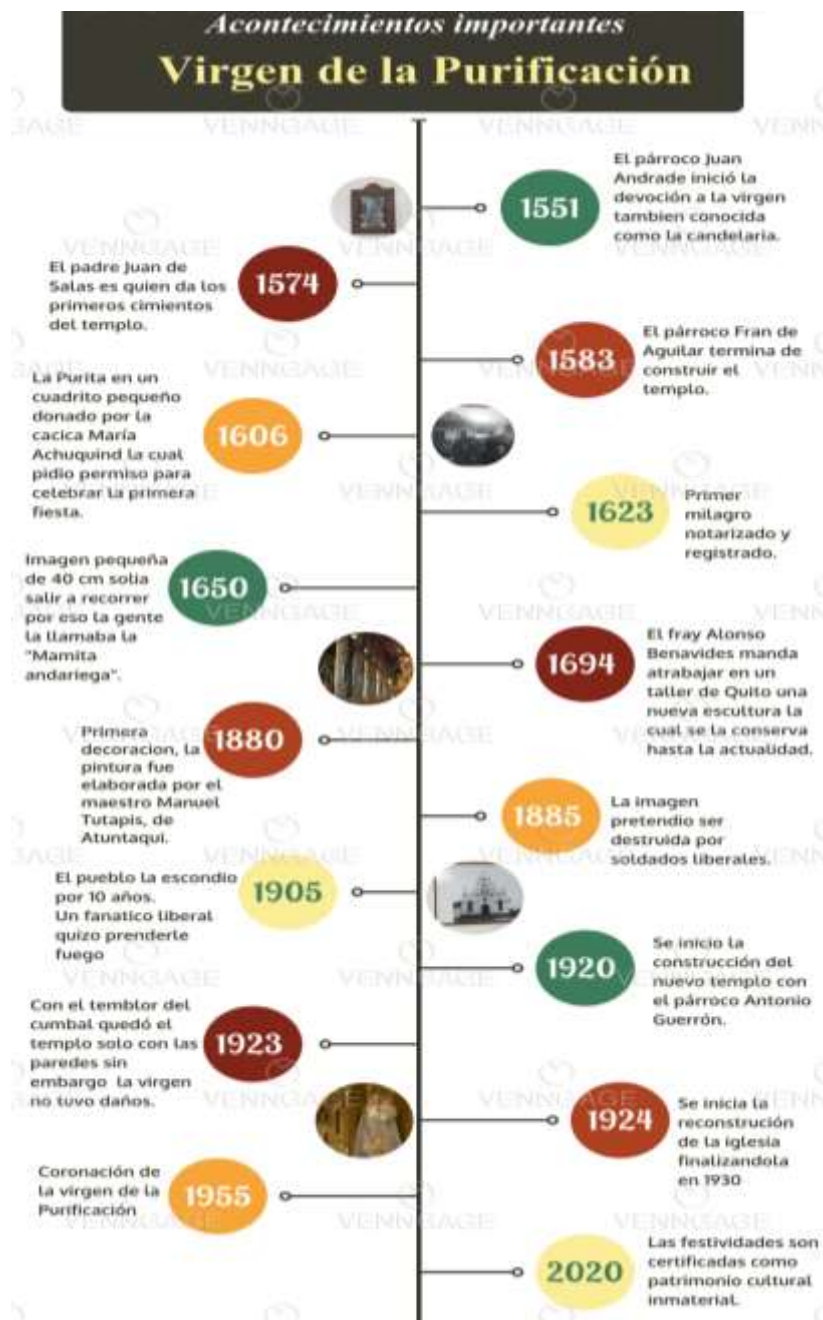 Acontecimientos importantes
Virgen de la Purificación
1551
El párroco Juan
Andrade inició la
devoción a la virgen
tambien conocida
como la candelaria.
El padre Juan de
Salas es quien da los
primeros cimientos
del templo.
1574
1583
El párroco Fran de
Aguilar termina de
construir el
templo.
La Purita en un
cuadrito pequeño
donado por la
cacica María
Achuquind la cual
pidio permiso para
celebrar la primera
fiesta.
1606
1623
Primer
milagro
notarizado y
registrado.
Imagen pequeña
de 40 cm solia
salir a recorrer
por eso la gente
la llamaba la
"Mamita
andariega".
1650
1694
El fray Alonso
Benavides manda
atrabajar en un
taller de Quito una
nueva escultura la
cual se la conserva
hasta la actualidad.
Primera
decoracion, la
pintura fue
elaborada por el
maestro Manuel
Tutapis, de
Atuntaqui.
1880
1885
La imagen
pretendio ser
destruida por
soldados liberales.
El pueblo la escondio
por 10 años.
Un fanatico liberal
quizo prenderle
fuego
1905
1920
Se inicio la
construcción del
nuevo templo con
el párroco Antonio
Guerrón.
Con el temblor del
cumbal quedó el
templo solo con las
paredes sin
embargo la virgen
no tuvo daños.
1923
1924
Se inicia la
reconstrución
de la iglesia
finalizandola
en 1930
Coronación de
la virgen de la
Purificación
1955
2020
Las festividades son
certificadas como
patrimonio cultural
inmaterial.
VENNGAGE